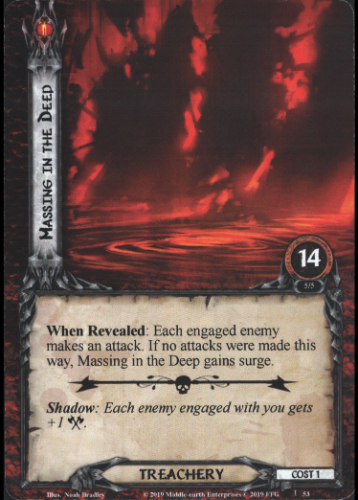 Massing in the Deep
14
5/5
When Revealed: Each engaged enemy
makes an attack. If no attacks were made this
way, Massing in the Deep gains surge.
Shadow: Each enemy engaged with you gets
+1
TREACHERY
COST 1
Illus. Noah Bradley
© 2019 Middle-earth Enterprises © 2019 FFG